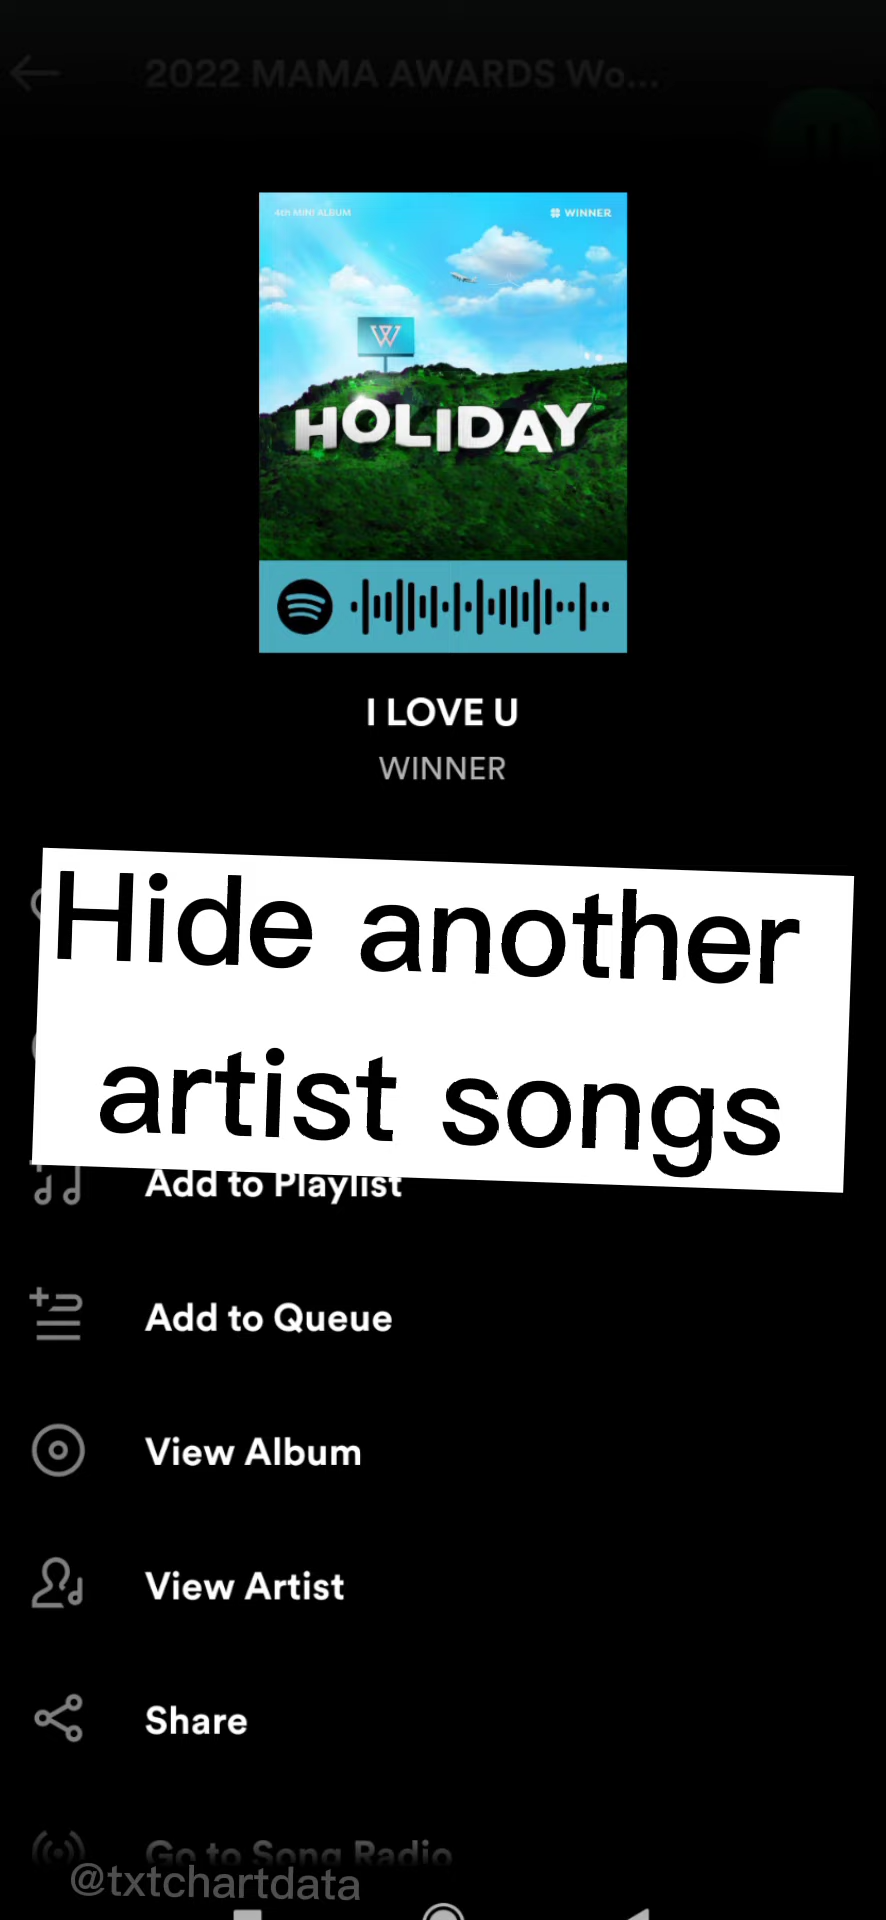 2022 MAMA AWARDS Wo...
4th MINI ALBUM
WINNER
W
HOLIDAY
I LOVE U
WINNER
Hide another
artist songs
Add to Playlist
Add to Queue
View Album
View Artist
Share
Go to Song Radio
@txtchartdata